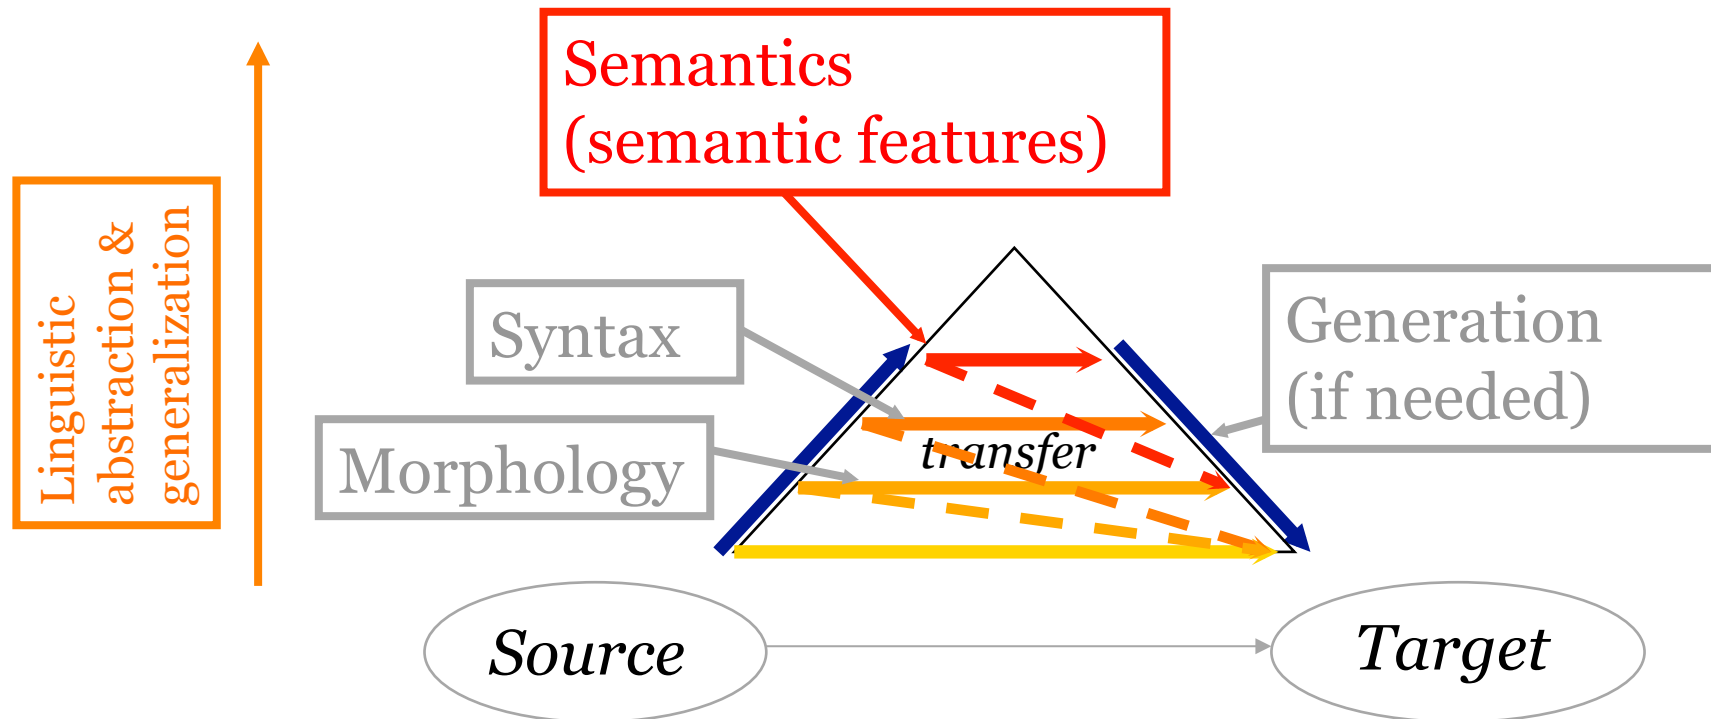 Semantics
(semantic features)
Linguistic
abstraction &
generalization
Syntax
Generation
(if needed)
transfer
Morphology
Source
Target